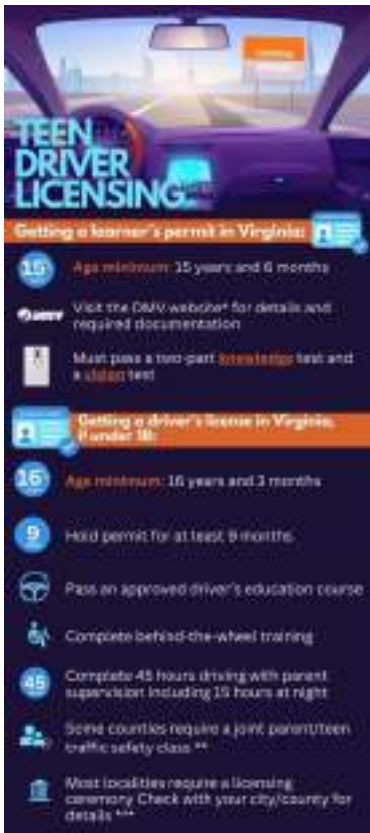 TEEN
DRIVER
LICENSING.
Getting a learner's permit in Virginia:
15
Age minimum: 15 years and 6 months
DMV
Visit the DMV website* for details and
required documentation
Must pass a two-part knowledge test and
a vision test
Getting a driver's license in Virginia,
if under 18:
16
Age minimum: 16 years and 3 months
9
Hold permit for at least 9 months
Pass an approved driver's education course
Complete behind-the-wheel training
45
Complete 45 hours driving with parent
supervision including 15 hours at night
Some counties require a joint parent/teen
traffic safety class **
Most localities require a licensing
ceremony Check with your city/county for
details ***